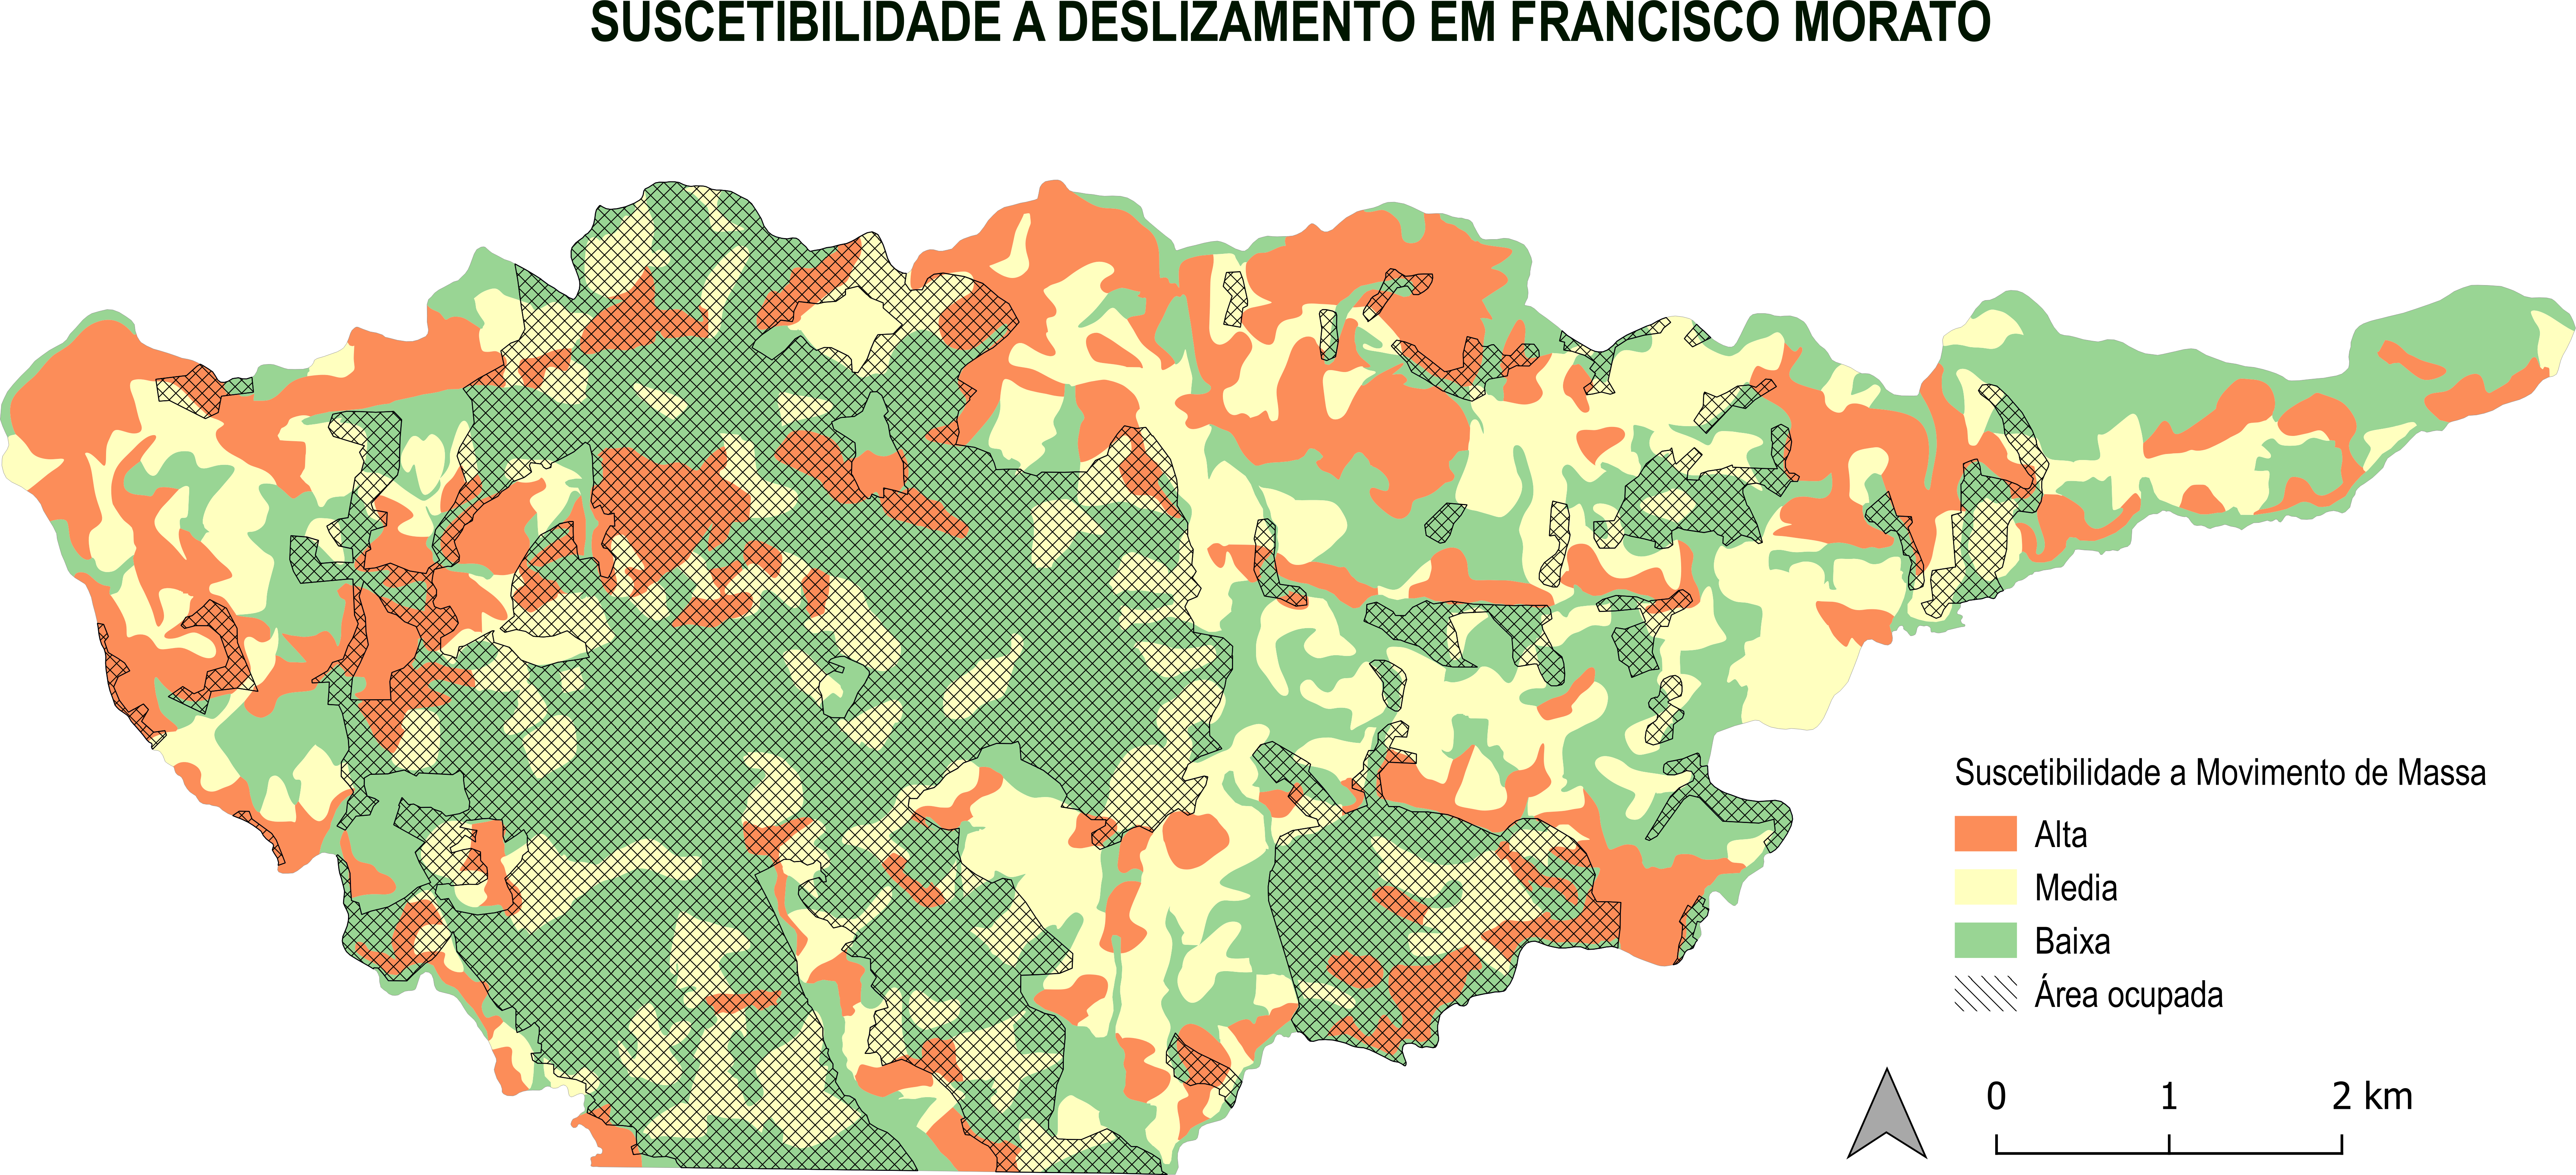 SUSCETIBILIDADE A DESLIZAMENTO EM FRANCISCO MORATO
Suscetibilidade a Movimento de Massa
Alta
Media
Baixa
Área ocupada
0 1 2 km